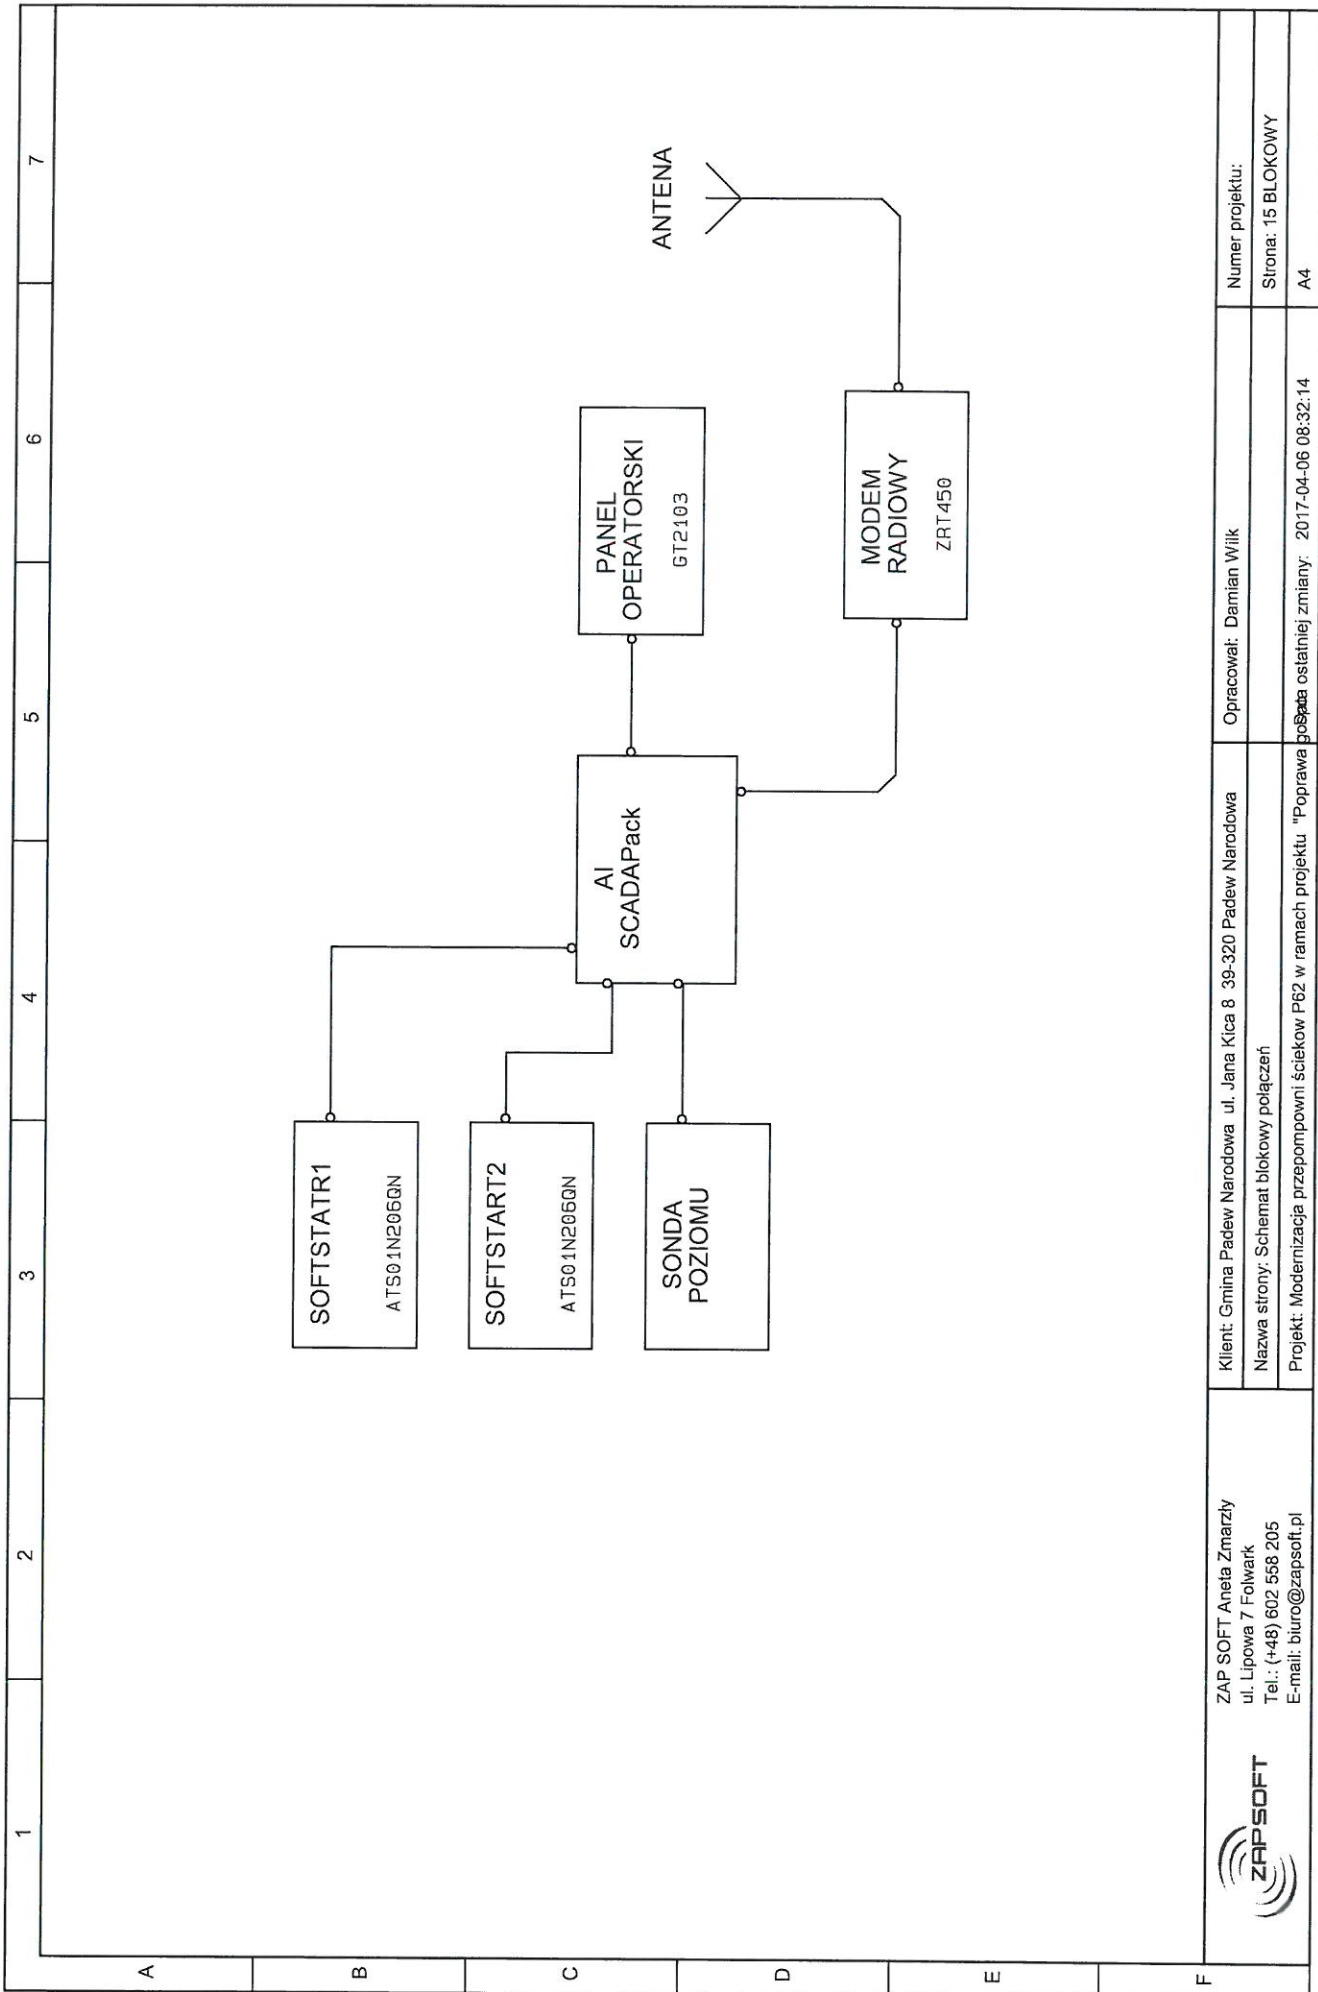 1
2
3
4
5
6
7
A
B
C
D
E
F
SOFTSTATR1
ATS01N206QN
SOFTSTART2
ATS01N206QN
SONDA
POZIOMU
AI
SCADAPack
PANEL
OPERATORSKI
GT2103
MODEM
RADIOWY
ZRT450
ANTENA
ZAPSOFT
ZAP SOFT Aneta Zmarzły
ul. Lipowa 7 Folwark
Tel.: (+48) 602 558 205
E-mail: biuro@zapsoft.pl
Klient: Gmina Padew Narodowa ul. Jana Kica 8 39-320 Padew Narodowa
Opracował: Damian Wilk
Numer projektu:
Nazwa strony: Schemat blokowy połączeń
Strona: 15 BLOKOWY
Projekt: Modernizacja przepompowni ściekow P62 w ramach projektu "Poprawa
ostatniej zmiany: 2017-04-06 08:32:14
A4